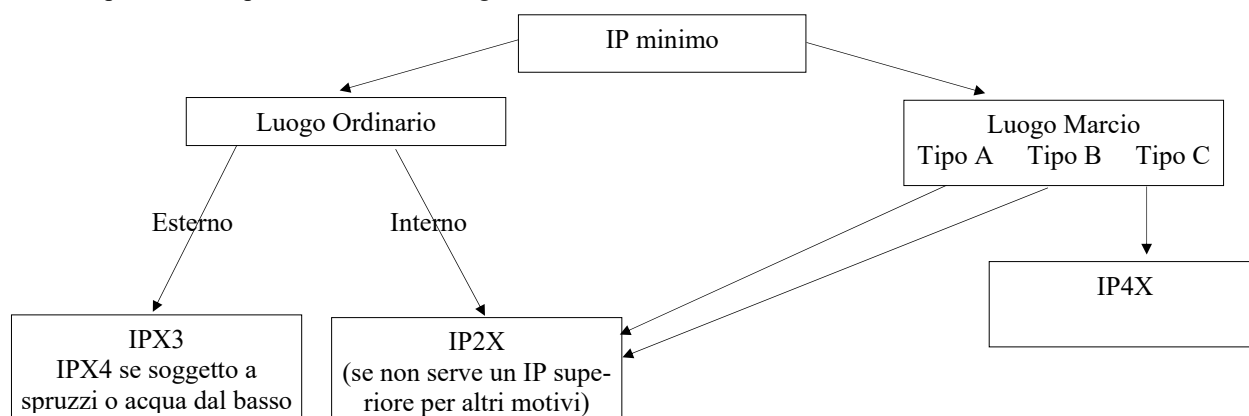 IP minimo
Luogo Ordinario
Luogo Marcio
Tipo A Tipo B Tipo C
Esterno
Interno
IP4X
IPX3
IPX4 se soggetto a
spruzzi o acqua dal basso
IP2X
(se non serve un IP supe-
riore per altri motivi)